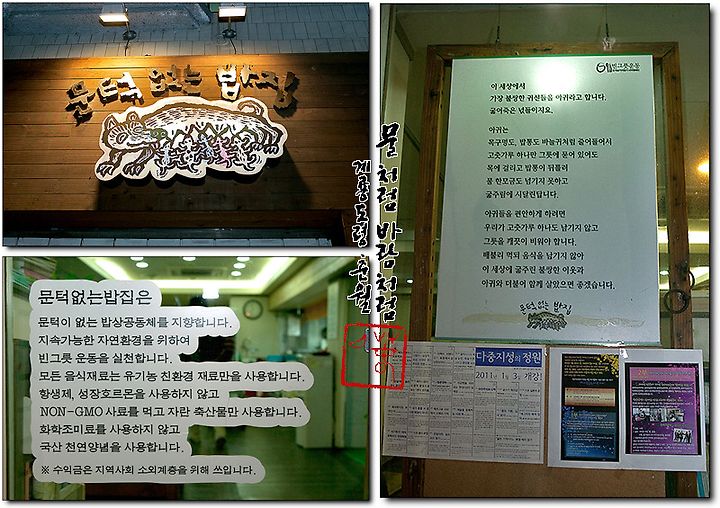 문턱 없는 밥집
문턱없는밥집은
문턱이 없는 밥상공동체를 지향합니다.
지속가능한 자연환경을 위하여
빈그릇 운동을 실천합니다.
모든 음식재료는 유기농 친환경 재료만을 사용합니다.
항생제, 성장호르몬을 사용하지 않고
NON-GMO 사료를 먹고 자란 축산물만 사용합니다.
화학조미료를 사용하지 않고
국산 천연양념을 사용합니다.
※ 수익금은 지역사회 소외계층을 위해 쓰입니다.
물처럼 바람처럼
계룡도령 춘월
빈그릇운동
이 세상에서
가장 불쌍한 귀신들을 아귀라고 합니다.
굶어죽은 넋들이지요.
아귀는
목구멍도, 밥통도 바늘귀처럼 좁어들어서
고춧가루 하나만 그릇에 묻어 있어도
목에 걸리고 밥통이 뒤틀려
물 한모금도 넘기지 못하고
굶주림에 시달린답니다.
아귀들을 편안하게 하려면
우리가 고춧가루 하나도 남기지 않고
그릇을 깨끗이 비워야 합니다.
배불리 먹되 음식을 남기지 않아
이 세상에 굶주린 불쌍한 이웃과
아귀와 더불어 함께 살았으면 좋겠습니다.
문턱 없는 밥집
다중지성의 정원
2011년 1월 3일 개강!